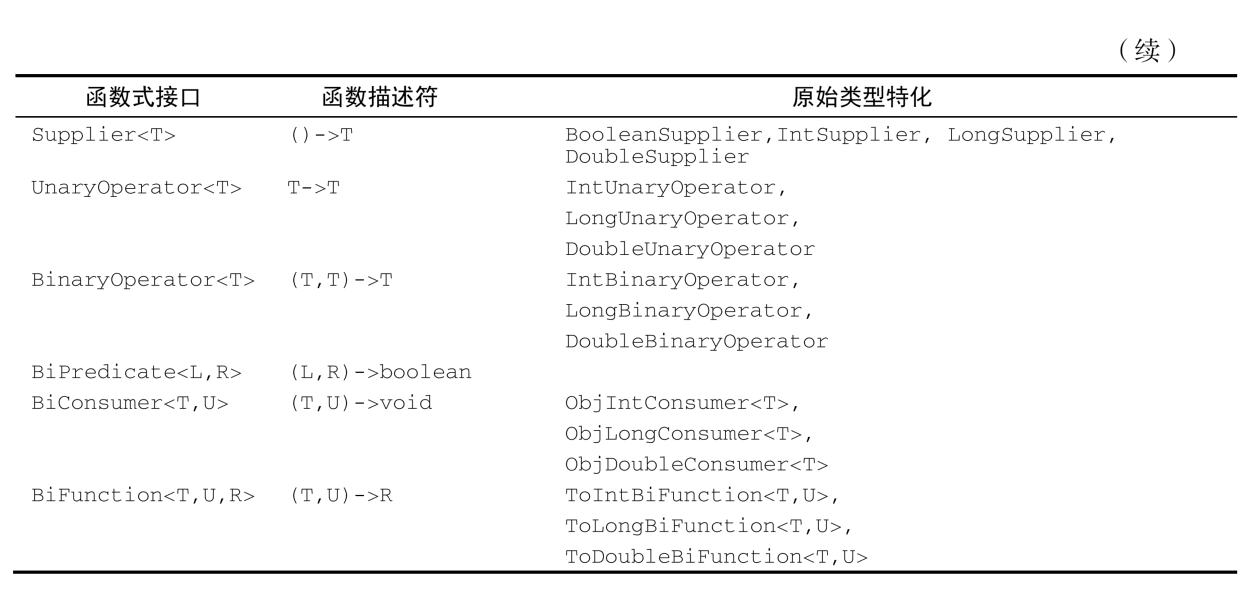 （续）
函数式接口 函数描述符 原始类型特化
Supplier<T> ()->T BooleanSupplier,IntSupplier, LongSupplier,
DoubleSupplier
UnaryOperator<T> T->T IntUnaryOperator,
LongUnaryOperator,
DoubleUnaryOperator
BinaryOperator<T> (T,T)->T IntBinaryOperator,
LongBinaryOperator,
DoubleBinaryOperator
BiPredicate<L,R> (L,R)->boolean
BiConsumer<T,U> (T,U)->void ObjIntConsumer<T>,
ObjLongConsumer<T>,
ObjDoubleConsumer<T>
BiFunction<T,U,R> (T,U)->R ToIntBiFunction<T,U>,
ToLongBiFunction<T,U>,
ToDoubleBiFunction<T,U>